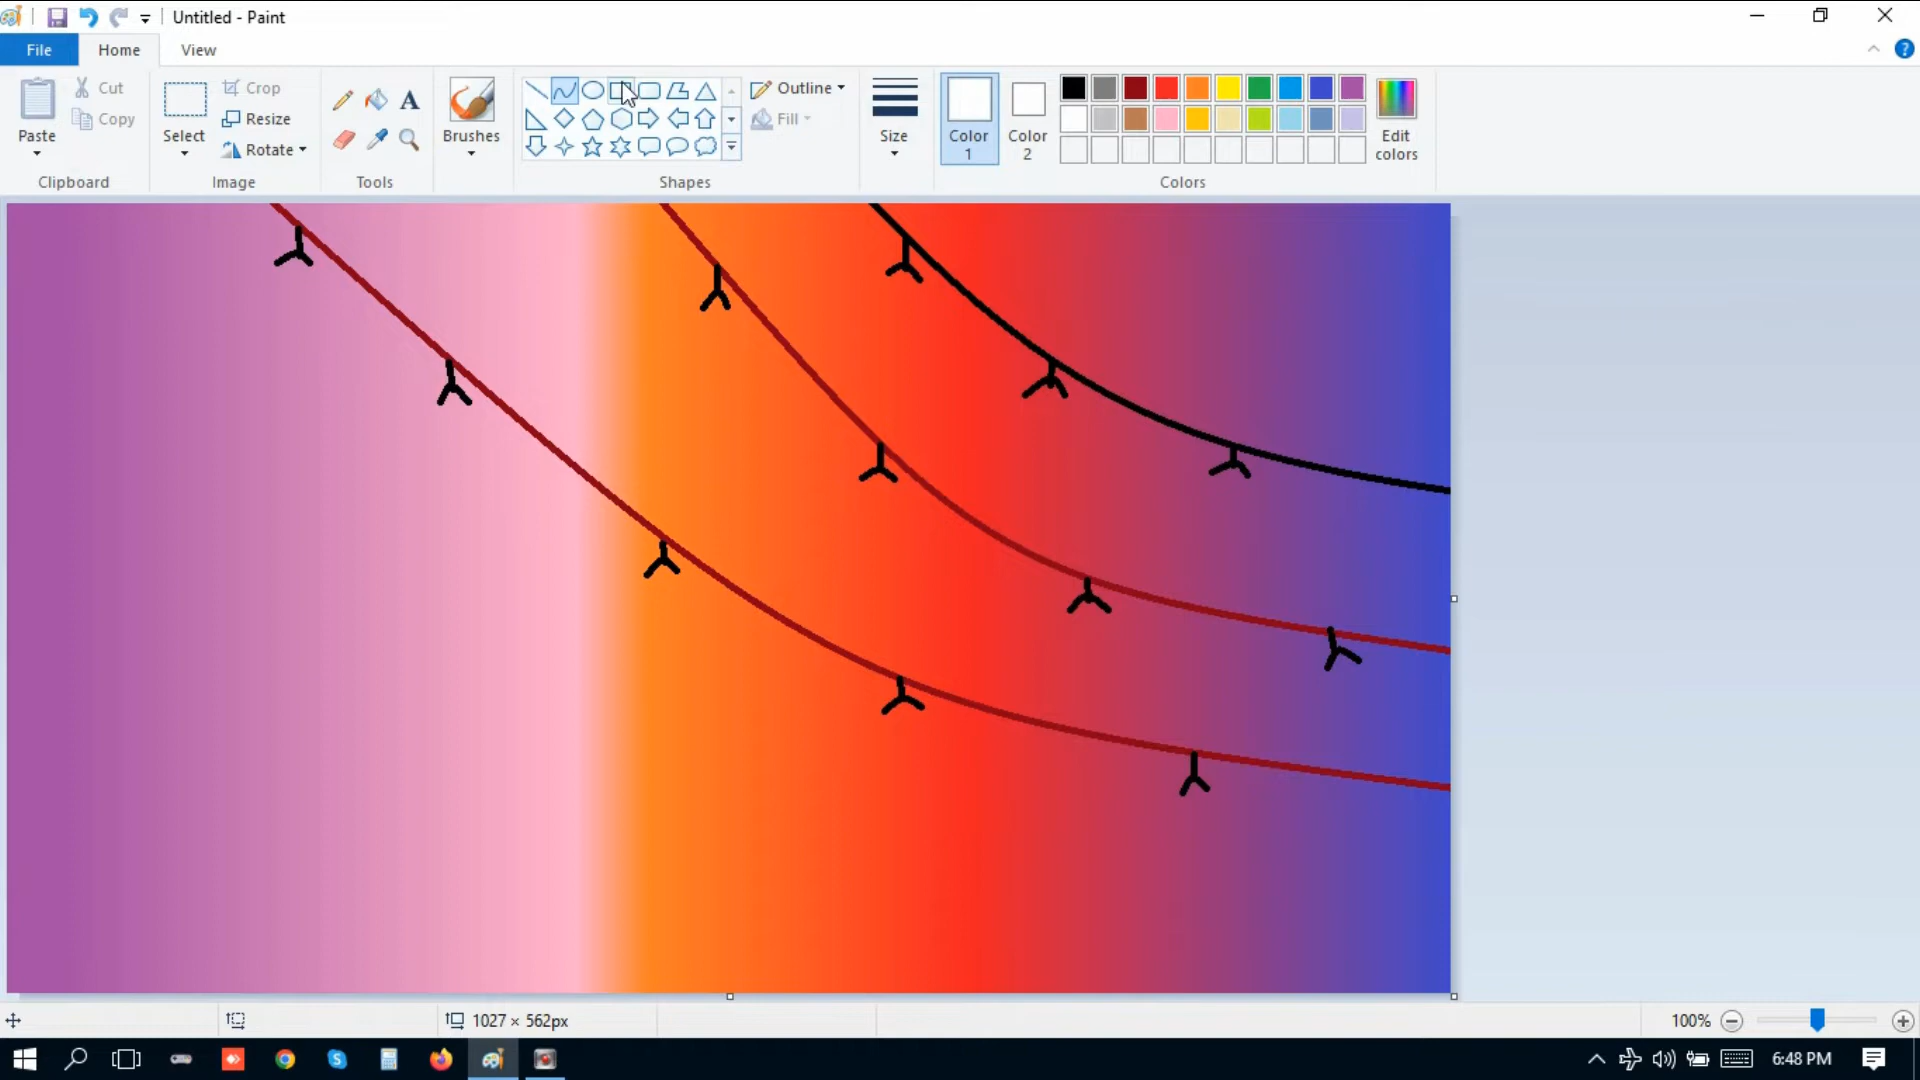 Untitled - Paint
File Home View
Paste
Cut
Copy
Clipboard
Select
Crop
Resize
Rotate
Image
A
Tools
Brushes
Shapes
Outline
Fill
Size
Color 1
Color 2
Edit colors
Colors
1027 × 562px
100%
6:48 PM